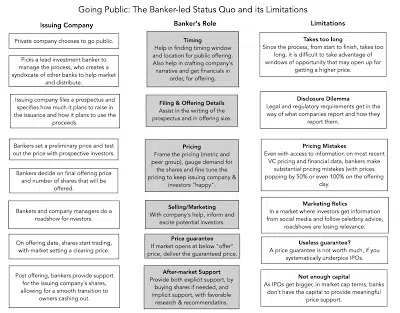 Going Public: The Banker-led Status Quo and its Limitations
Issuing Company
Banker's Role
Limitations
Private company chooses to go public.
Picks a lead investment banker to
manage the process, who creates a
syndicate of other banks to help market
and distribute.
Issuing company files a prospectus and
specifies how much it plans to raise in
the issuance and how it plans to use the
proceeds.
Bankers set a preliminary price and test
out the price with prospective investors.
Bankers decide on final offering price
and number of shares that will be
offered.
Bankers and company managers do a
roadshow for investors.
On offering date, shares start trading,
with market setting a clearing price.
Post offering, bankers provide support
for the issuing company's shares,
allowing for a smooth transition to
owners cashing out.
Timing
Help in finding timing window
and location for public offering.
Also help in crafting company's
narrative and get financials in
order, for offering.
Filing & Offering Details
Assist in the writing of the
prospectus and in offering size.
Pricing
Frame the pricing (metric and
peer group), gauge demand for
the shares and fine tune the
pricing to keep issuing company &
investors "happy".
Selling/Marketing
With company's help, inform and
excite potential investors
Price guarantee
If market opens at below "offer"
price, deliver the guaranteed price.
After-market Support
Provide both explicit support, by
buying shares if needed, and
implicit support, with favorable
research & recommendatins.
Takes too long
Since the process, from start to finish, takes too
long, it is difficult to take advantage of
windows of opportunity that may open up for
getting a higher price.
Disclosure Dilemma
Legal and regulatory requirements get in the
way of what companies report and how they
report them.
Pricing Mistakes
Even with access to information on most recent
VC pricing and financial data, bankers make
substantial pricing mistakes (with prices
popping by 50% or even 100% on the offering
day.
Marketing Relics
In a market where investors get information
from social media and follow celebrity advice,
roadshows are losing relevance.
Useless guarantee?
A price guarantee is not worth much, if you
systematically underprice IPOs.
Not enough capital
As IPOs get bigger, in market cap terms, banks
don't have the capital to provide meaningful
price support.